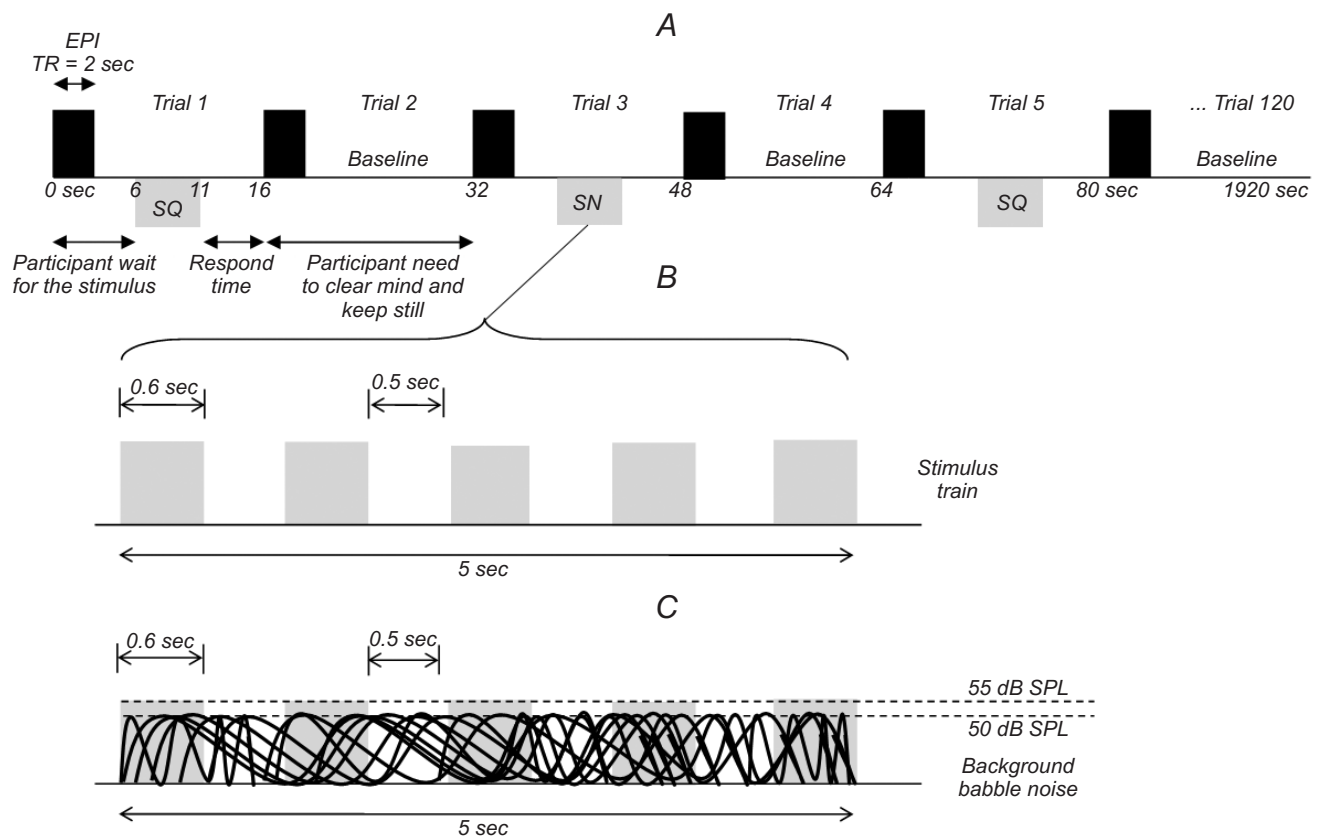 A
EPI
TR = 2 sec
Trial 1
Trial 2
Trial 3
Trial 4
Trial 5
... Trial 120
Baseline
Baseline
Baseline
0 sec
6
11
16
32
48
64
80 sec
1920 sec
SQ
SN
SQ
Participant wait
for the stimulus
Respond
time
Participant need
to clear mind and
keep still
B
0.6 sec
0.5 sec
Stimulus
train
5 sec
C
0.6 sec
0.5 sec
55 dB SPL
50 dB SPL
Background
babble noise
5 sec